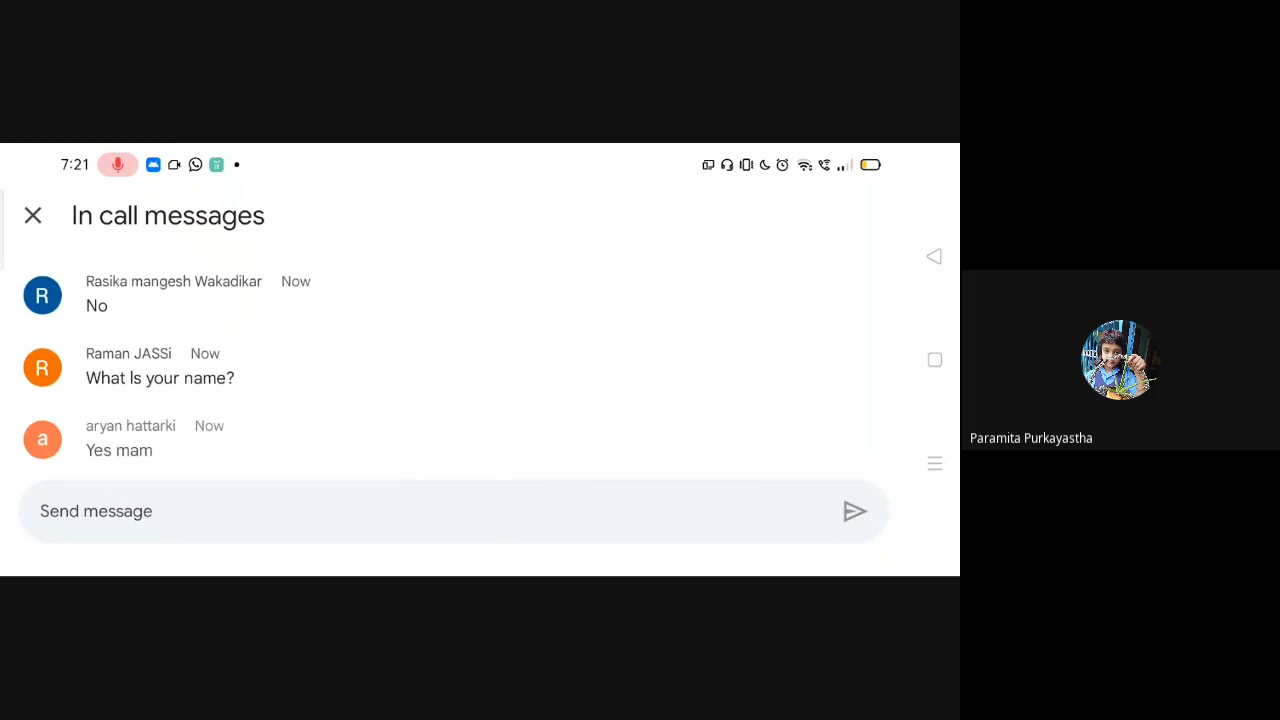 7:21
In call messages
R
Rasika mangesh Wakadikar Now
No
R
Raman JASSi Now
What Is your name?
a
aryan hattarki Now
Yes mam
Send message
Paramita Purkayastha